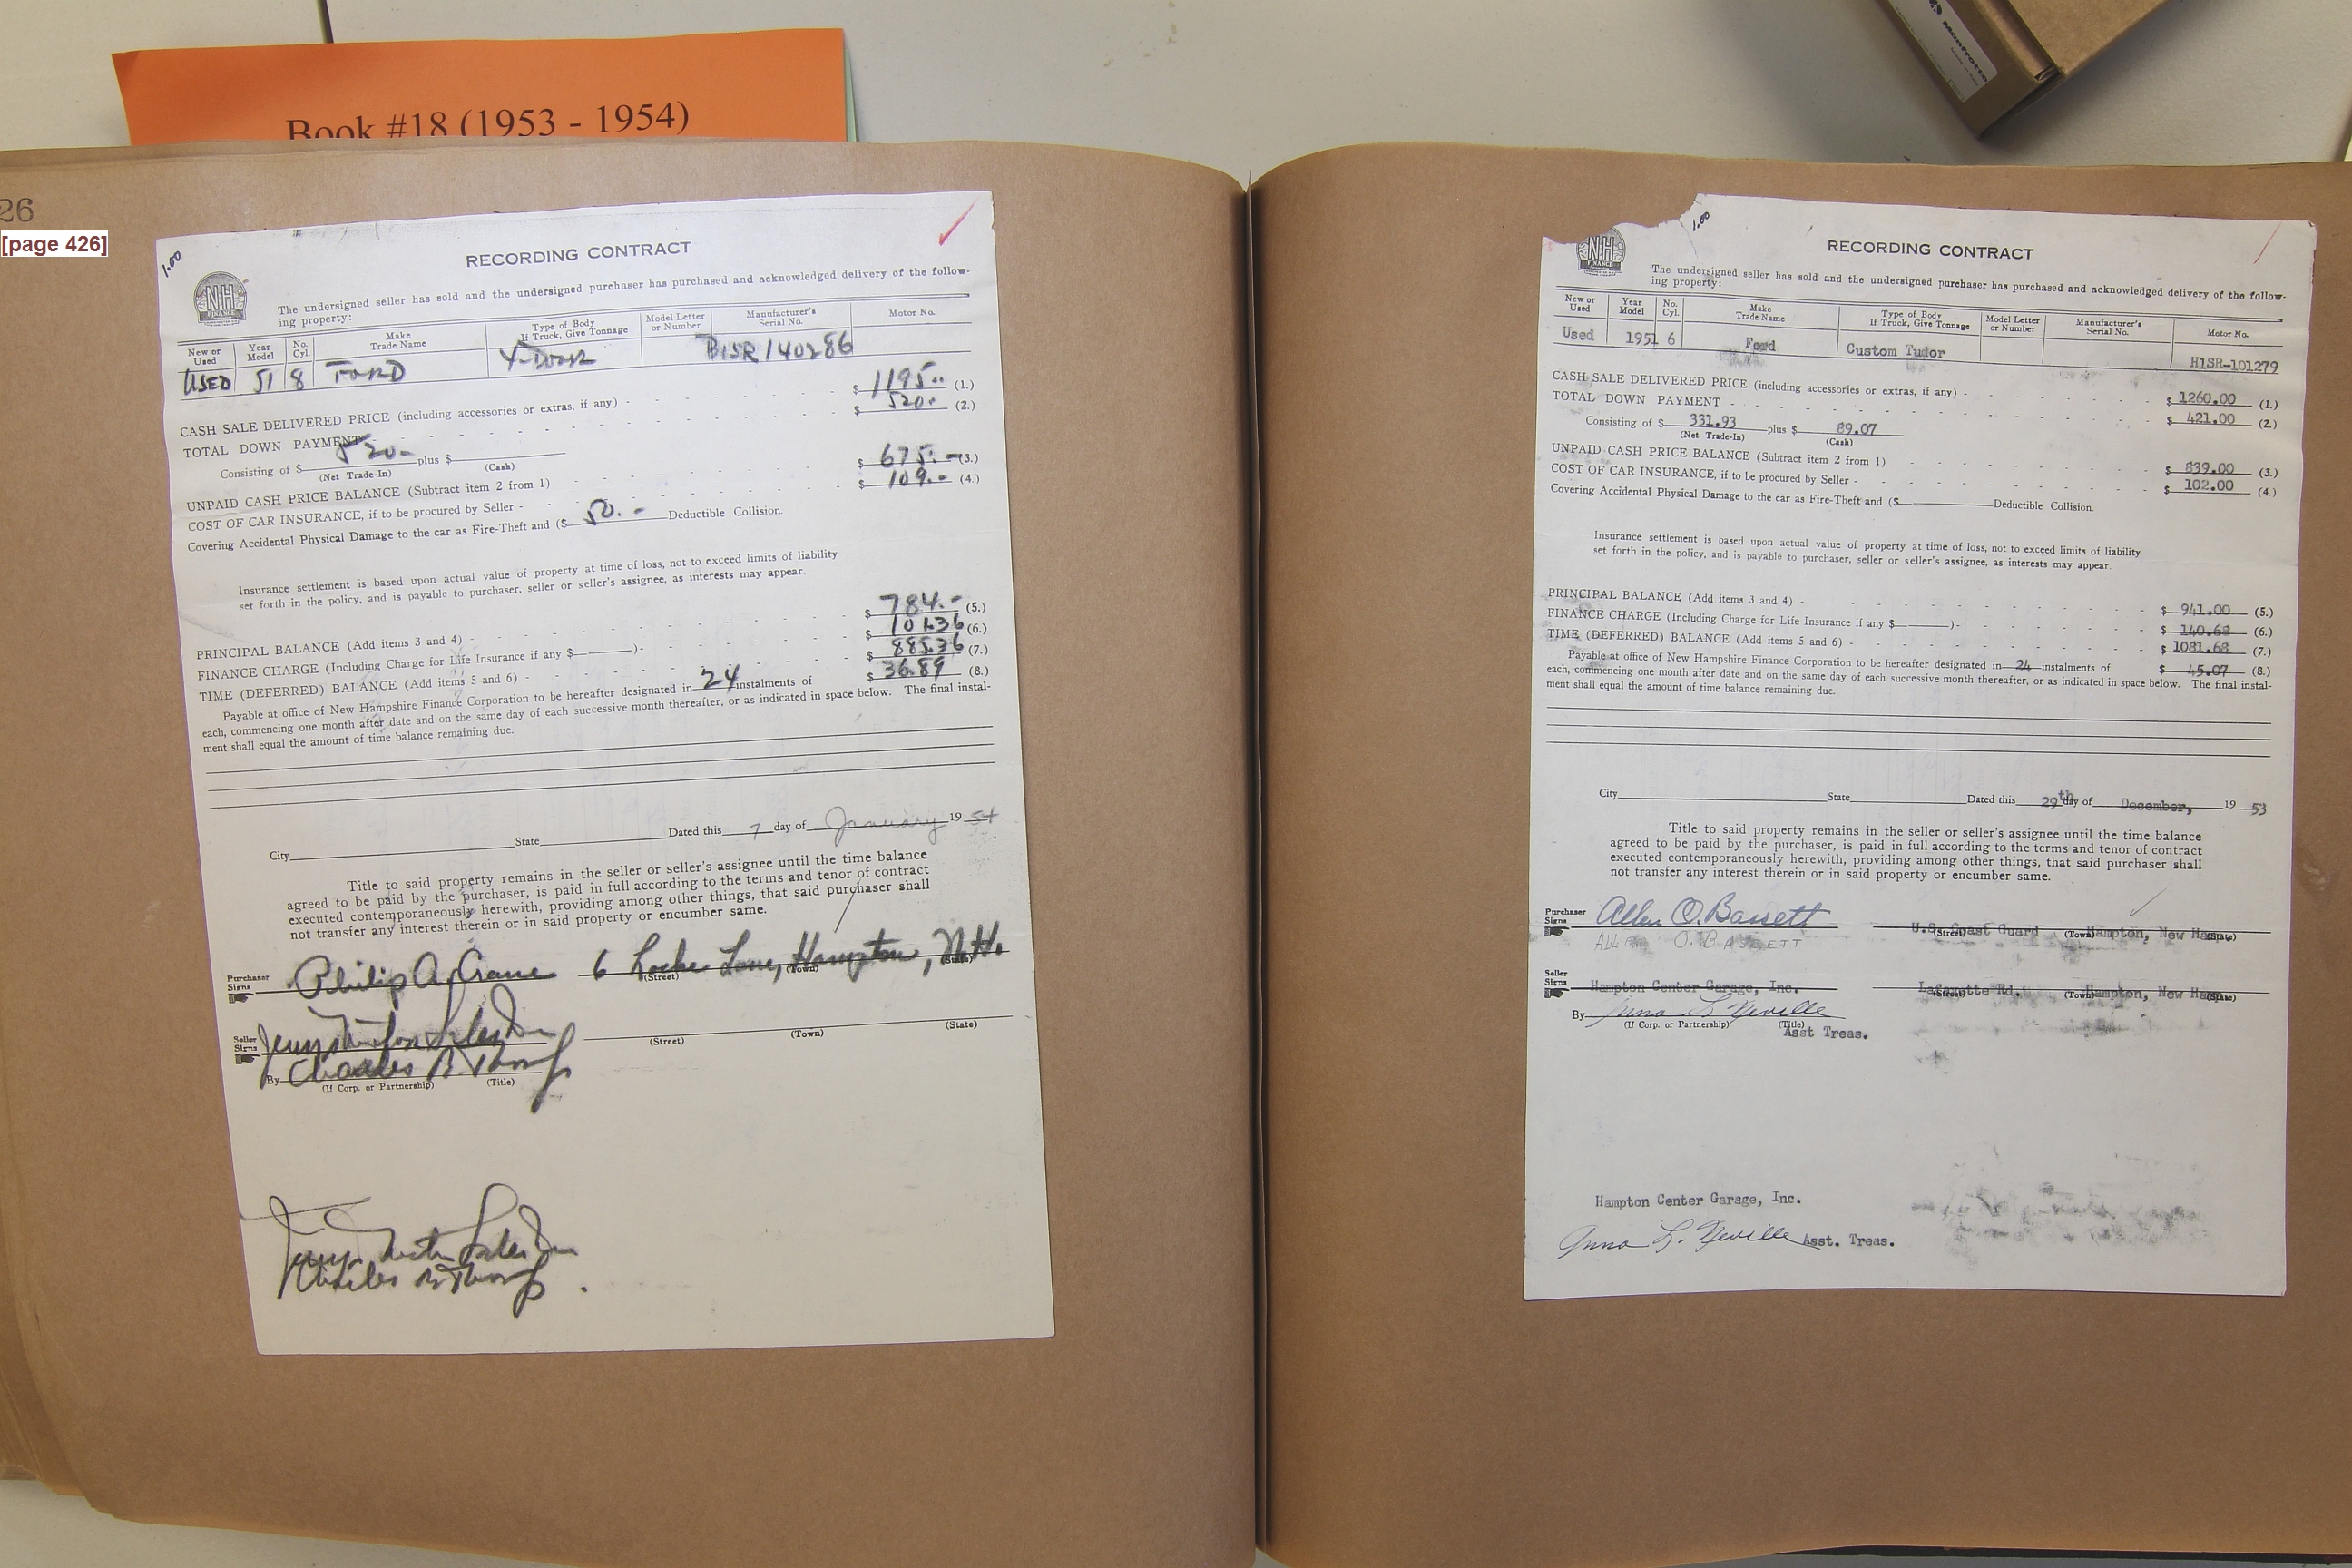 Book #18 (1953 - 1954)
Manfrotto
26
[page 426]
1.00
RECORDING CONTRACT
NH
FINANCE
The undersigned seller has sold and the undersigned purchaser has purchased and acknowledged delivery of the follow-
ing property:
New or Used Year Model No. Cyl. Make Trade Name Type of Body If Truck, Give Tonnage Model Letter or Number Manufacturer's Serial No. Motor No.
USED 51 8 FORD 4-DOOR B1SR140286
CASH SALE DELIVERED PRICE (including accessories or extras, if any) - $ 1195.. (1.)
TOTAL DOWN PAYMENT - $ 520. (2.)
Consisting of $ 520- (Net Trade-In) plus $ (Cash)
UNPAID CASH PRICE BALANCE (Subtract item 2 from 1) $ 675.- (3.)
COST OF CAR INSURANCE, if to be procured by Seller - $ 109.- (4.)
Covering Accidental Physical Damage to the car as Fire-Theft and ($ 50.- Deductible Collision.
Insurance settlement is based upon actual value of property at time of loss, not to exceed limits of liability
set forth in the policy, and is payable to purchaser, seller or seller's assignee, as interests may appear.
PRINCIPAL BALANCE (Add items 3 and 4) - $ 784.- (5.)
FINANCE CHARGE (Including Charge for Life Insurance if any $ )- $ 101.36 (6.)
TIME (DEFERRED) BALANCE (Add items 5 and 6) - $ 885.36 (7.)
Payable at office of New Hampshire Finance Corporation to be hereafter designated in 24 instalments of $ 36.89 (8.)
each, commencing one month after date and on the same day of each successive month thereafter, or as indicated in space below. The final instal-
ment shall equal the amount of time balance remaining due.
City State Dated this 7 day of January 19 54
Title to said property remains in the seller or seller's assignee until the time balance
agreed to be paid by the purchaser, is paid in full according to the terms and tenor of contract
executed contemporaneously herewith, providing among other things, that said purchaser shall
not transfer any interest therein or in said property or encumber same.
Purchaser Signs Philip A. Crane 6 Locke Lane, Hampton, N.H.
(Street) (Town) (State)
Seller Signs
(Street) (Town) (State)
By Charles B.
(If Corp. or Partnership) (Title)
Charles B
1.00
RECORDING CONTRACT
NH
FINANCE
The undersigned seller has sold and the undersigned purchaser has purchased and acknowledged delivery of the follow-
ing property:
New or Used Year Model No. Cyl. Make Trade Name Type of Body If Truck, Give Tonnage Model Letter or Number Manufacturer's Serial No. Motor No.
Used 1951 6 Ford Custom Tudor H1SR-101279
CASH SALE DELIVERED PRICE (including accessories or extras, if any) - $ 1260.00 (1.)
TOTAL DOWN PAYMENT - $ 421.00 (2.)
Consisting of $ 331.93 (Net Trade-In) plus $ 89.07 (Cash)
UNPAID CASH PRICE BALANCE (Subtract item 2 from 1) $ 839.00 (3.)
COST OF CAR INSURANCE, if to be procured by Seller - $ 102.00 (4.)
Covering Accidental Physical Damage to the car as Fire-Theft and ($ Deductible Collision.
Insurance settlement is based upon actual value of property at time of loss, not to exceed limits of liability
set forth in the policy, and is payable to purchaser, seller or seller's assignee, as interests may appear.
PRINCIPAL BALANCE (Add items 3 and 4) - $ 941.00 (5.)
FINANCE CHARGE (Including Charge for Life Insurance if any $ )- $ 140.68 (6.)
TIME (DEFERRED) BALANCE (Add items 5 and 6) - $ 1081.68 (7.)
Payable at office of New Hampshire Finance Corporation to be hereafter designated in 24 instalments of $ 45.07 (8.)
each, commencing one month after date and on the same day of each successive month thereafter, or as indicated in space below. The final instal-
ment shall equal the amount of time balance remaining due.
City State Dated this 29th day of December, 19 53
Title to said property remains in the seller or seller's assignee until the time balance
agreed to be paid by the purchaser, is paid in full according to the terms and tenor of contract
executed contemporaneously herewith, providing among other things, that said purchaser shall
not transfer any interest therein or in said property or encumber same.
Purchaser Signs Allen O. Bassett U.S. Coast Guard Hampton, New Hamp.
(Street) (Town) (State)
ALLEN O. BASSETT
Seller Signs Hampton Center Garage, Inc. Lafayette Rd. Hampton, New Hamp.
(Street) (Town) (State)
By Anna L. Neville
(If Corp. or Partnership) (Title)
Asst Treas.
Hampton Center Garage, Inc.
Anna L. Neville Asst. Treas.